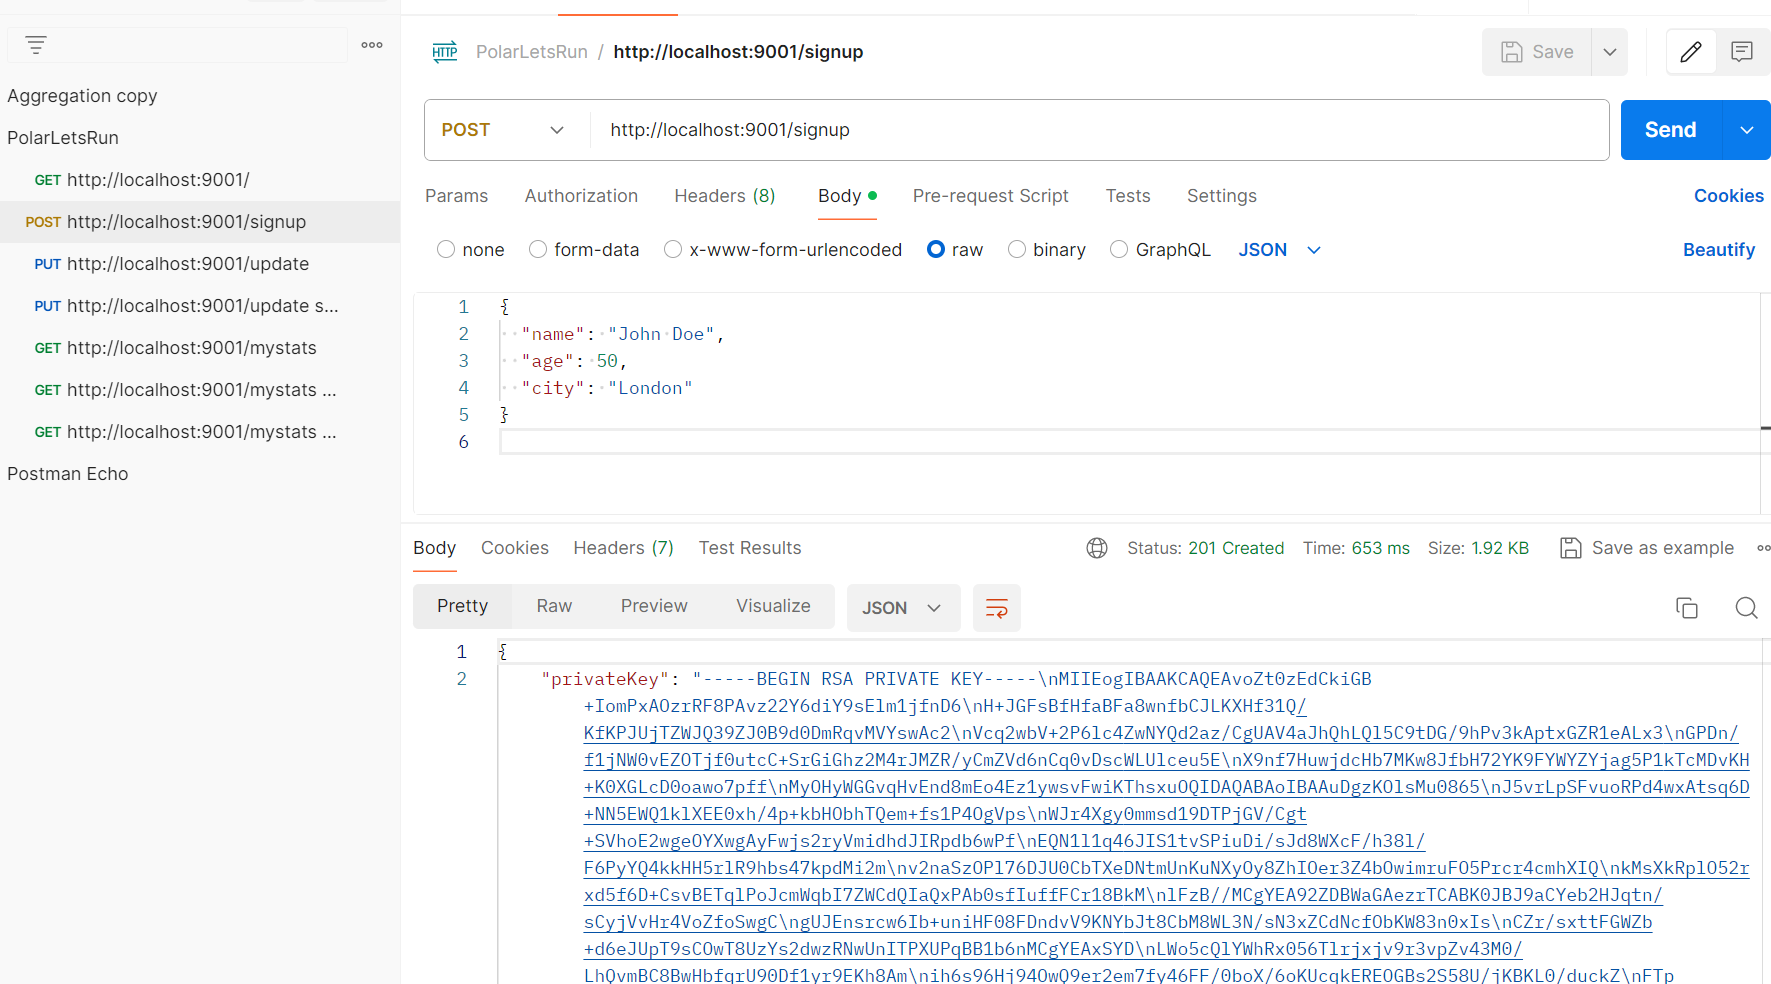 PolarLetsRun / http://localhost:9001/signup
Save
Aggregation copy
PolarLetsRun
GET http://localhost:9001/
POST http://localhost:9001/signup
PUT http://localhost:9001/update
PUT http://localhost:9001/update s...
GET http://localhost:9001/mystats
GET http://localhost:9001/mystats ...
GET http://localhost:9001/mystats ...
Postman Echo
HTTP
POST http://localhost:9001/signup Send
Params Authorization Headers (8) Body Pre-request Script Tests Settings Cookies
none form-data x-www-form-urlencoded raw binary GraphQL JSON Beautify
1 {
2 "name": "John Doe",
3 "age": 50,
4 "city": "London"
5 }
6
Body Cookies Headers (7) Test Results Status: 201 Created Time: 653 ms Size: 1.92 KB Save as example
Pretty Raw Preview Visualize JSON
1 {
2 "privateKey": "-----BEGIN RSA PRIVATE KEY-----\nMIIEogIBAAKCAQEAvoZt0zEdCkiGB
+IomPxAOzrRF8PAvz22Y6diY9sElm1jfnD6\nH+JGFsBfHfaBFa8wnfbCJLKXHf31Q/
KfKPJUjTZWJQ39ZJ0B9d0DmRqvMVYswAc2\nVcq2wbV+2P6lc4ZwNYQd2az/CgUAV4aJhQhLQl5C9tDG/9hPv3kAptxGZR1eALx3\nGPDn/
f1jNW0vEZOTjf0utcC+SrGiGhz2M4rJMZR/yCmZVd6nCq0vDscWLUlceu5E\nX9nf7HuwjdcHb7MKw8JfbH72YK9FYWYZYjag5P1kTcMDvKH
+K0XGLcD0oawo7pff\nMyOHyWGGvqHvEnd8mEo4Ez1ywsvFwiKThsxuOQIDAQABAoIBAAuDgzKOlsMu0865\nJ5vrLpSFvuoRPd4wxAtsq6D
+NN5EWQ1klXEE0xh/4p+kbHObhTQem+fs1P4OgVps\nWJr4Xgy0mmsd19DTPjGV/Cgt
+SVhoE2wgeOYXwgAyFwjs2ryVmidhdJIRpdb6wPf\nEQN1l1q46JIS1tvSPiuDi/sJd8WXcF/h38l/
F6PyYQ4kkHH5rlR9hbs47kpdMi2m\nv2naSzOPl76DJU0CbTXeDNtmUnKuNXyOy8ZhIOer3Z4bOwimruFO5Prcr4cmhXIQ\nkMsXkRplO52r
xd5f6D+CsvBETqlPoJcmWqbI7ZWCdQIaQxPAb0sfIuffFCr18BkM\nlFzB//MCgYEA92ZDBWaGAezrTCABK0JBJ9aCYeb2HJqtn/
sCyjVvHr4VoZfoSwgC\ngUJEnsrcw6Ib+uniHF08FDndvV9KNYbJt8CbM8WL3N/sN3xZCdNcfObKW83n0xIs\nCZr/sxttFGWZb
+d6eJUpT9sCOwT8UzYs2dwzRNwUnITPXUPqBB1b6nMCgYEAxSYD\nLWo5cQlYWhRx056Tlrjxjv9r3vpZv43M0/
LhQvmBC8BwHbfqrU90Df1yr9EKh8Am\nih6s96Hj94OwQ9er2em7fy46FF/0boX/6oKUcqkEREOGBs2S58U/jKBKL0/duckZ\nFTp